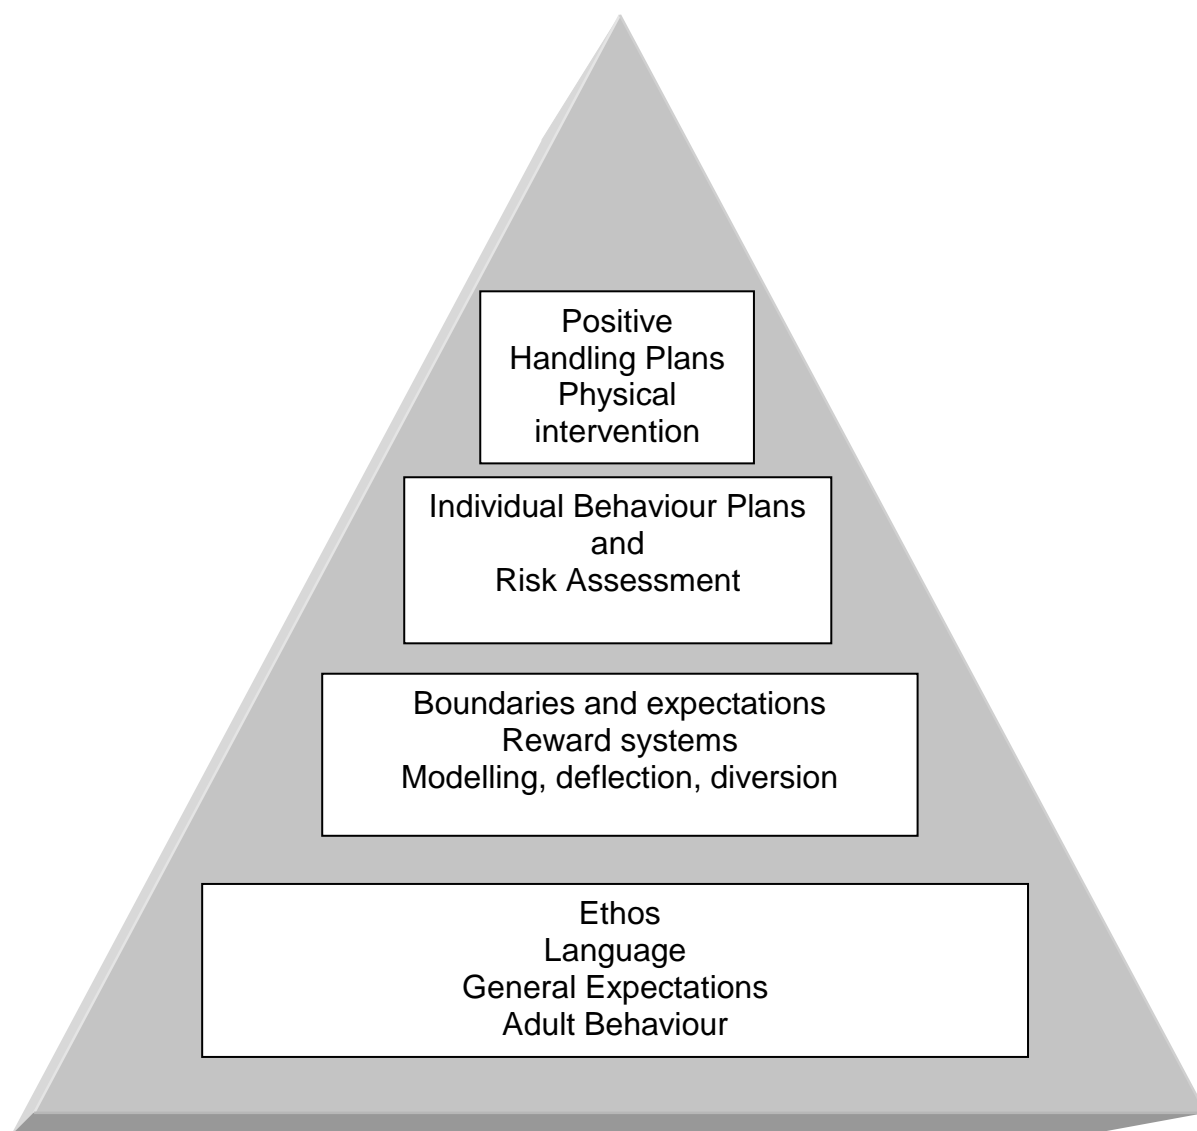 Positive
Handling Plans
Physical
intervention
Individual Behaviour Plans
and
Risk Assessment
Boundaries and expectations
Reward systems
Modelling, deflection, diversion
Ethos
Language
General Expectations
Adult Behaviour